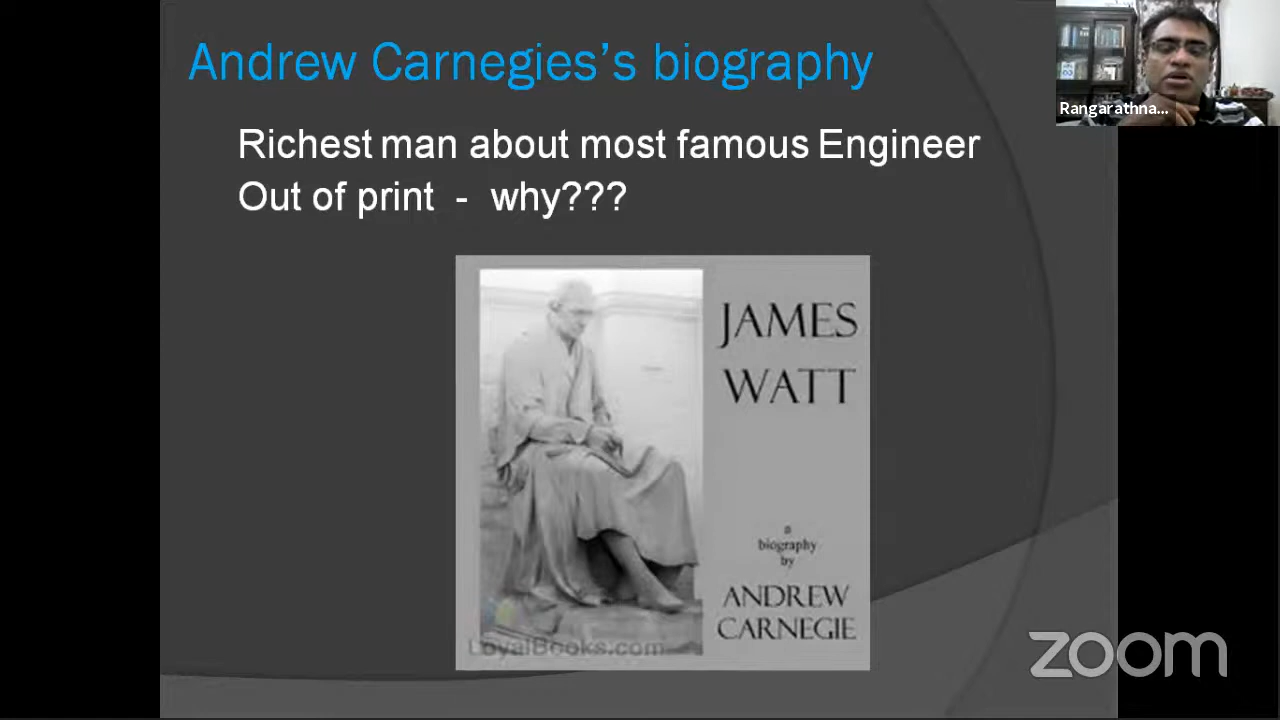 Andrew Carnegies's biography
Rangarathna...
Richest man about most famous Engineer
Out of print - why???
JAMES
WATT
a
biography
by
ANDREW
CARNEGIE
LoyalBooks.com
zoom